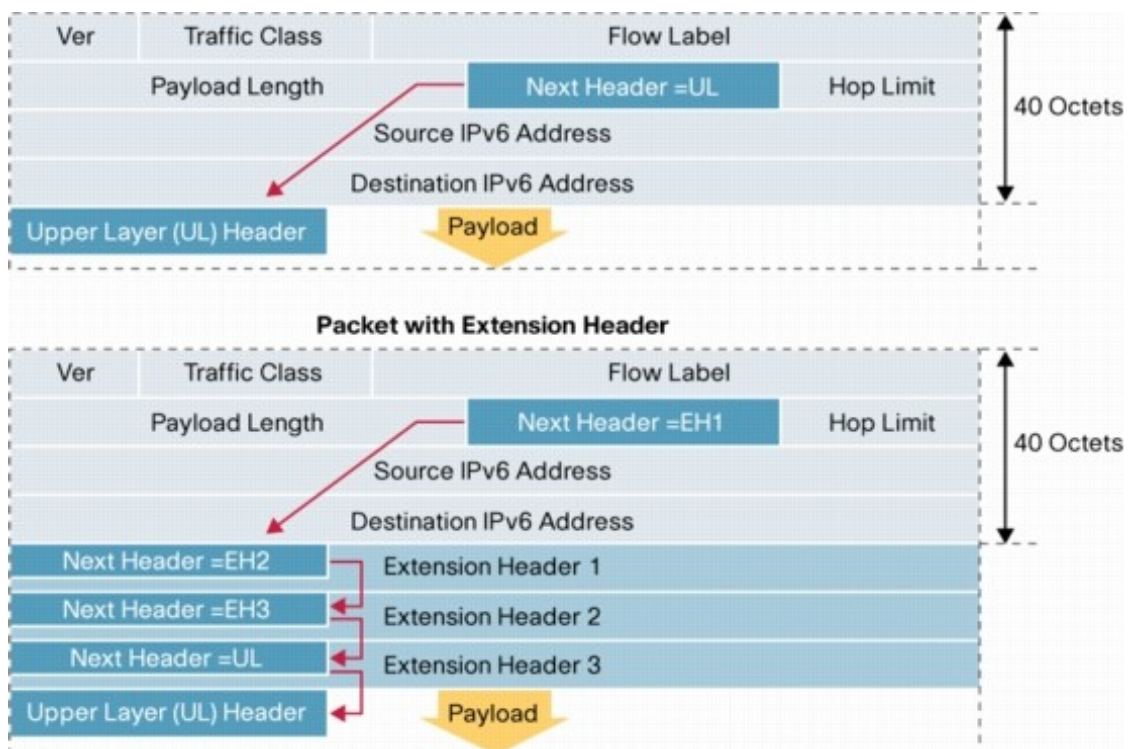 Ver Traffic Class Flow Label
Payload Length Next Header =UL Hop Limit
40 Octets
Source IPv6 Address
Destination IPv6 Address
Upper Layer (UL) Header Payload
Packet with Extension Header
Ver Traffic Class Flow Label
Payload Length Next Header =EH1 Hop Limit
40 Octets
Source IPv6 Address
Destination IPv6 Address
Next Header =EH2 Extension Header 1
Next Header =EH3 Extension Header 2
Next Header =UL Extension Header 3
Upper Layer (UL) Header Payload